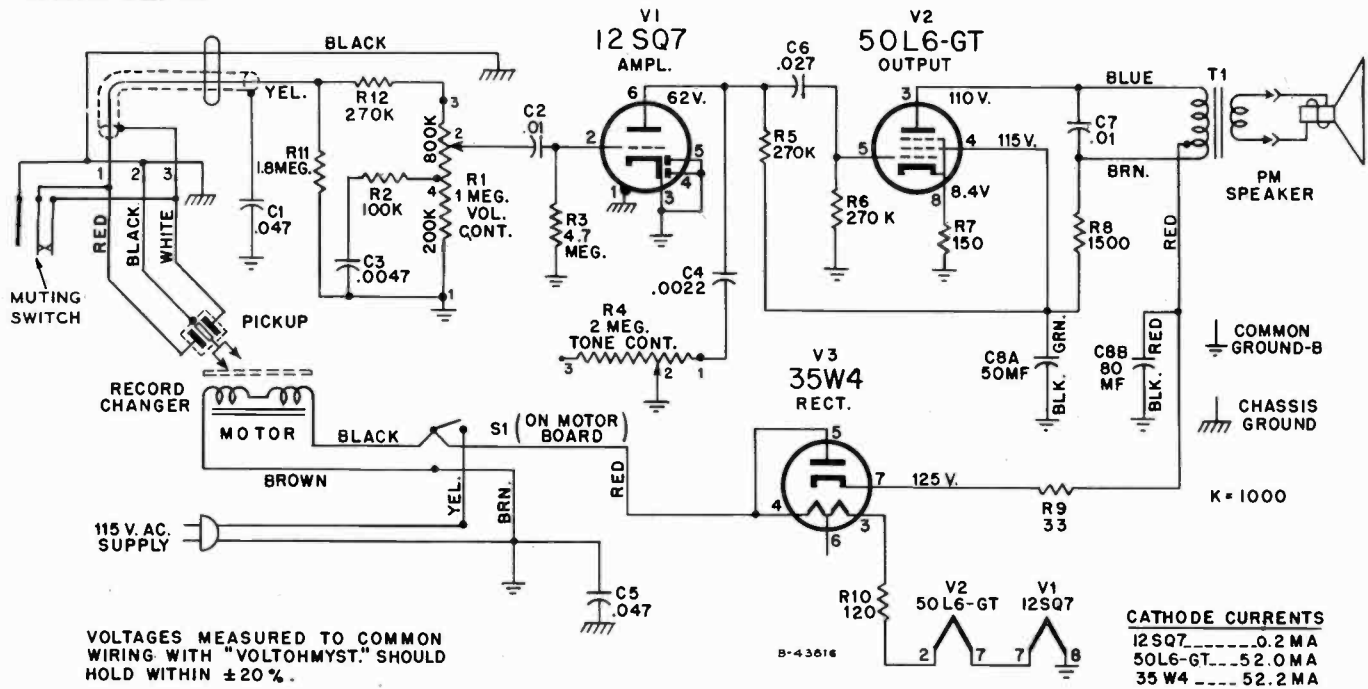 BLACK
YEL.
R12
270K
3
2
800K
R11
1.8MEG.
R2
100K
4
R1
1 MEG.
VOL.
CONT.
200K
C3
.0047
1
C1
.047
1
2
3
RED
BLACK
WHITE
MUTING
SWITCH
PICKUP
C2
.01
V1
12SQ7
AMPL.
6
62V.
2
5
4
3
1
R3
4.7
MEG.
C4
.0022
R4
2 MEG.
TONE CONT.
3
2
1
C6
.027
R5
270K
R6
270 K
V2
50L6-GT
OUTPUT
3
110V.
5
4
115V.
8.4V
8
R7
150
BLUE
T1
C7
.01
BRN.
R8
1500
RED
PM
SPEAKER
C8A
50MF
GRN.
BLK.
C8B
80
MF
RED
BLK.
COMMON
GROUND-B
CHASSIS
GROUND
K = 1000
RECORD
CHANGER
MOTOR
BLACK
BROWN
S1 (ON MOTOR BOARD)
YEL.
BRN.
RED
115 V. AC.
SUPPLY
C5
.047
V3
35W4
RECT.
5
7
125 V.
4
3
6
R9
33
R10
120
V2
50L6-GT
V1
12SQ7
2
7
7
8
B-43616
VOLTAGES MEASURED TO COMMON
WIRING WITH "VOLTOHMYST." SHOULD
HOLD WITHIN ±20%.
CATHODE CURRENTS
12SQ7_______0.2 MA
50L6-GT___52.0 MA
35 W4 ____ 52.2 MA